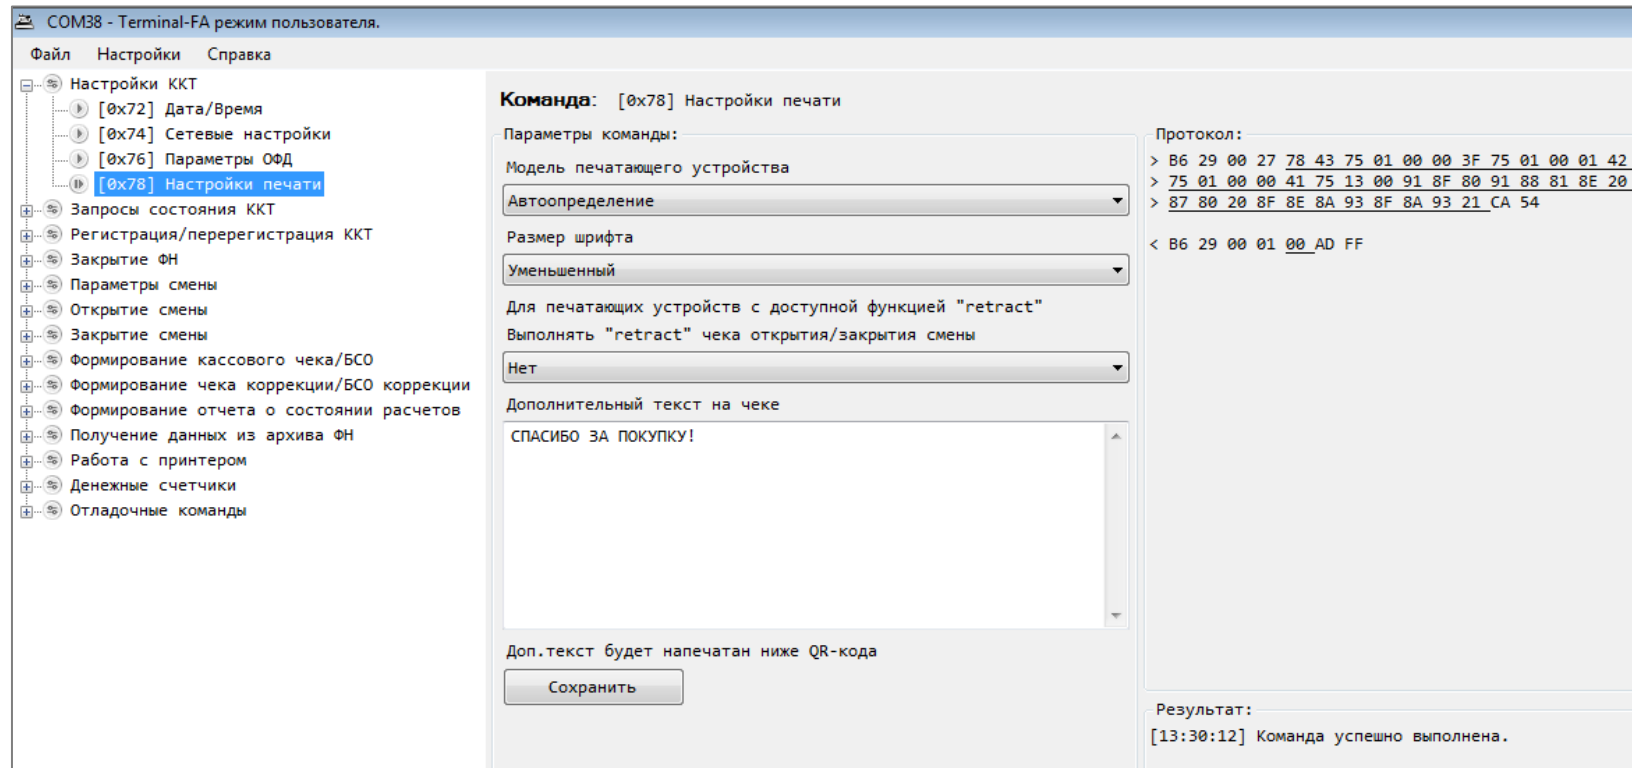 COM38 - Terminal-FA режим пользователя.
Файл Настройки Справка
Настройки ККТ
[0x72] Дата/Время
[0x74] Сетевые настройки
[0x76] Параметры ОФД
[0x78] Настройки печати
Запросы состояния ККТ
Регистрация/перерегистрация ККТ
Закрытие ФН
Параметры смены
Открытие смены
Закрытие смены
Формирование кассового чека/БСО
Формирование чека коррекции/БСО коррекции
Формирование отчета о состоянии расчетов
Получение данных из архива ФН
Работа с принтером
Денежные счетчики
Отладочные команды
Команда: [0x78] Настройки печати
Параметры команды:
Модель печатающего устройства
Автоопределение
Размер шрифта
Уменьшенный
Для печатающих устройств с доступной функцией "retract"
Выполнять "retract" чека открытия/закрытия смены
Нет
Дополнительный текст на чеке
СПАСИБО ЗА ПОКУПКУ!
Доп.текст будет напечатан ниже QR-кода
Сохранить
Протокол:
> B6 29 00 27 78 43 75 01 00 00 3F 75 01 00 01 42
> 75 01 00 00 41 75 13 00 91 8F 80 91 88 81 8E 20
> 87 80 20 8F 8E 8A 93 8F 8A 93 21 CA 54
< B6 29 00 01 00 AD FF
Результат:
[13:30:12] Команда успешно выполнена.